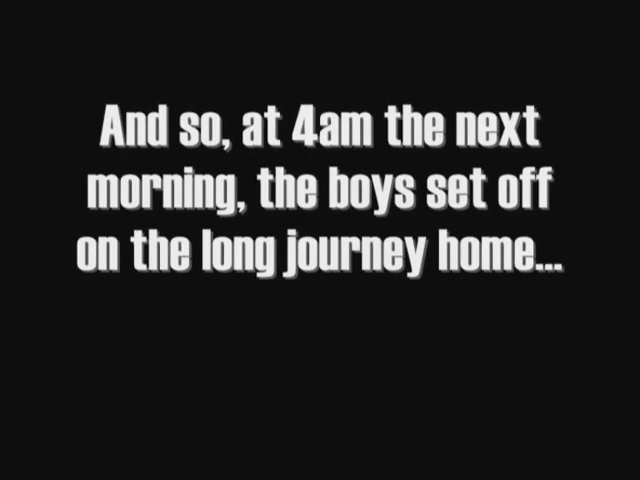 And so, at 4am the next
morning, the boys set off
on the long journey home...